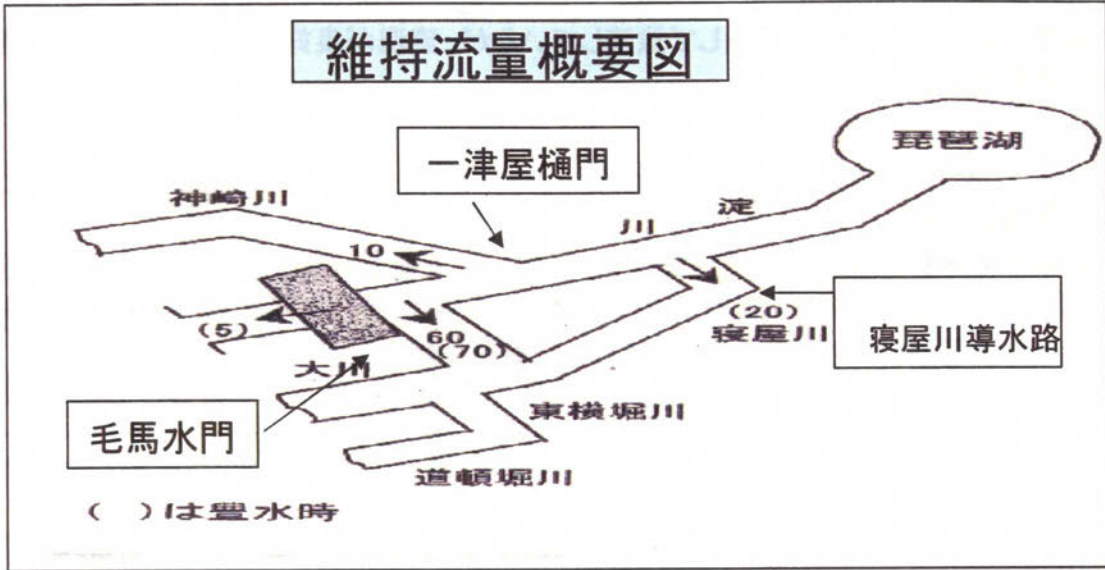 維持流量概要図
琵琶湖
一津屋樋門
神崎川
淀
川
10
(5)
60
(70)
(20)
寝屋川
寝屋川導水路
大川
毛馬水門
東横堀川
道頓堀川
( )は豊水時